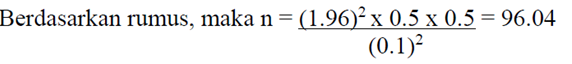 Berdasarkan rumus, maka n = (1.96)² x 0.5 x 0.5 = 96.04
(0.1)²